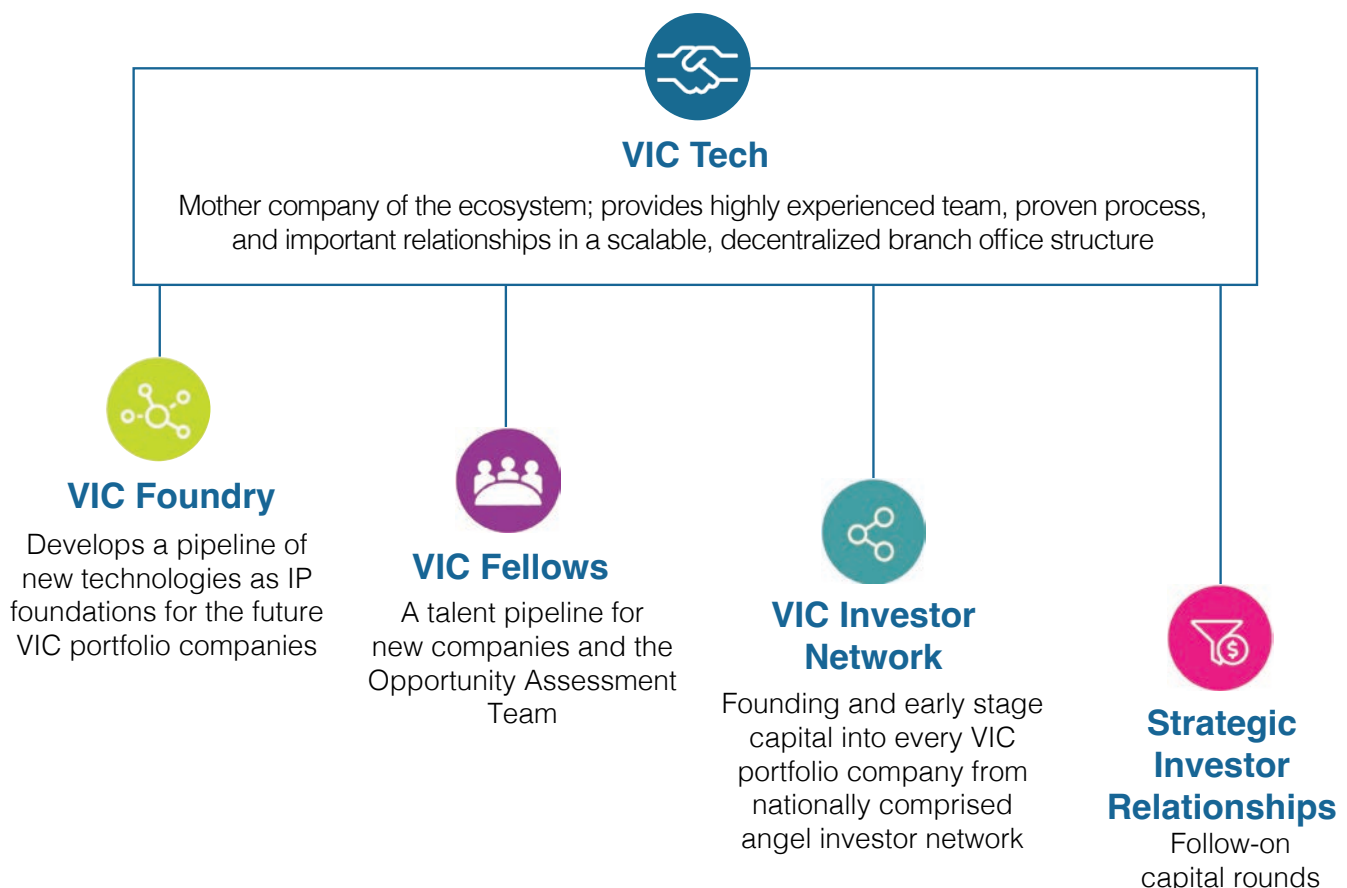 VIC Tech
Mother company of the ecosystem; provides highly experienced team, proven process,
and important relationships in a scalable, decentralized branch office structure
VIC Foundry
Develops a pipeline of
new technologies as IP
foundations for the future
VIC portfolio companies
VIC Fellows
A talent pipeline for
new companies and the
Opportunity Assessment
Team
VIC Investor
Network
Founding and early stage
capital into every VIC
portfolio company from
nationally comprised
angel investor network
$
Strategic
Investor
Relationships
Follow-on
capital rounds